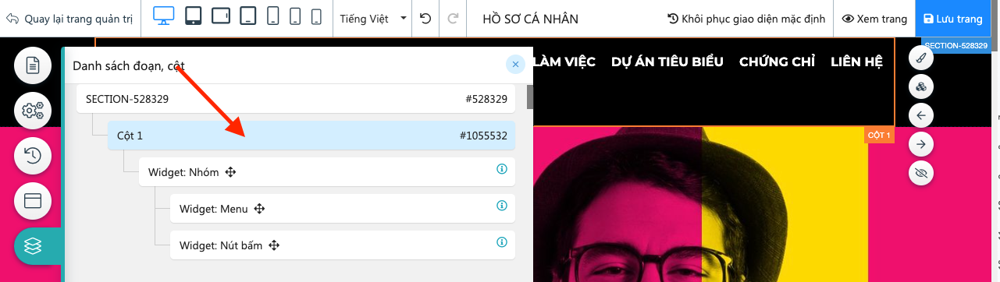 Quay lại trang quản trị
Tiếng Việt
HỒ SƠ CÁ NHÂN
Khôi phục giao diện mặc định
Xem trang
Lưu trang
SECTION-528329
LÀM VIỆC DỰ ÁN TIÊU BIỂU CHỨNG CHỈ LIÊN HỆ
Danh sách đoạn, cột
SECTION-528329 #528329
Cột 1 #1055532
CỘT 1
Widget: Nhóm
Widget: Menu
Widget: Nút bấm